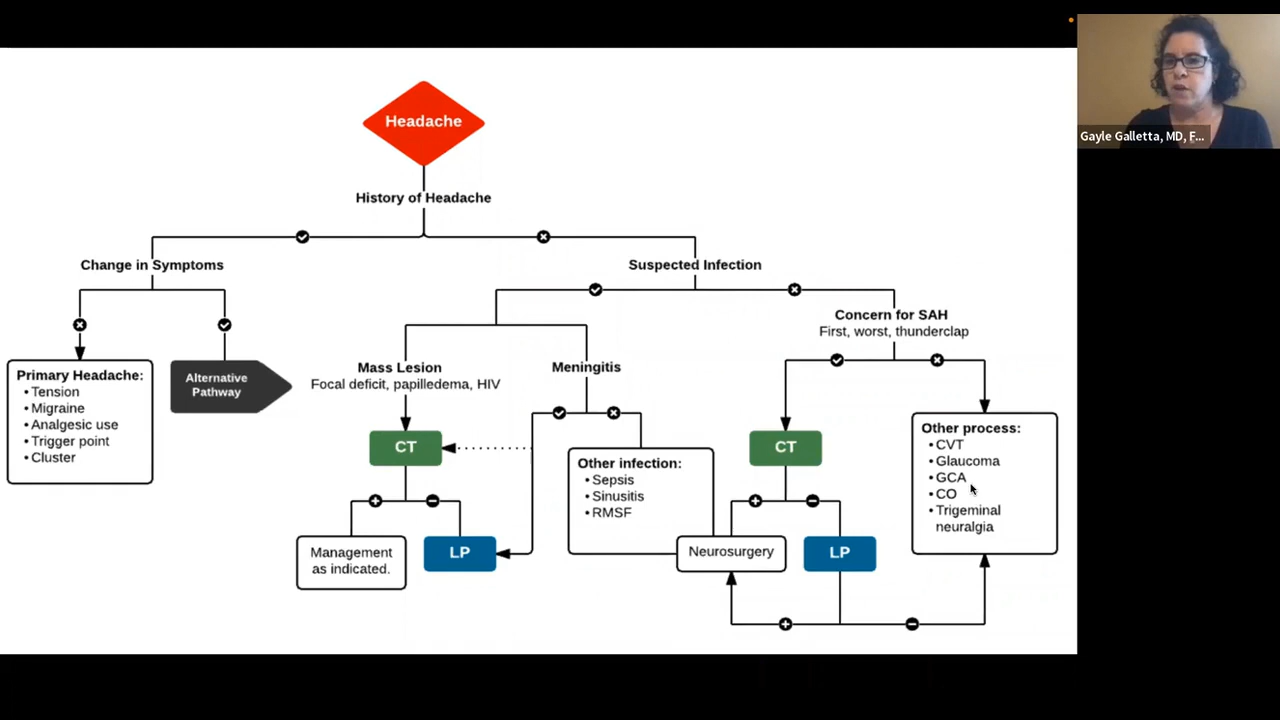 Headache
Gayle Galletta, MD, F...
History of Headache
Change in Symptoms
Suspected Infection
Concern for SAH
First, worst, thunderclap
Primary Headache:
• Tension
• Migraine
• Analgesic use
• Trigger point
• Cluster
Alternative
Pathway
Mass Lesion
Focal deficit, papilledema, HIV
Meningitis
CT
Other infection:
• Sepsis
• Sinusitis
• RMSF
Management
as indicated.
LP
CT
Neurosurgery
LP
Other process:
• CVT
• Glaucoma
• GCA
• CO
• Trigeminal
neuralgia